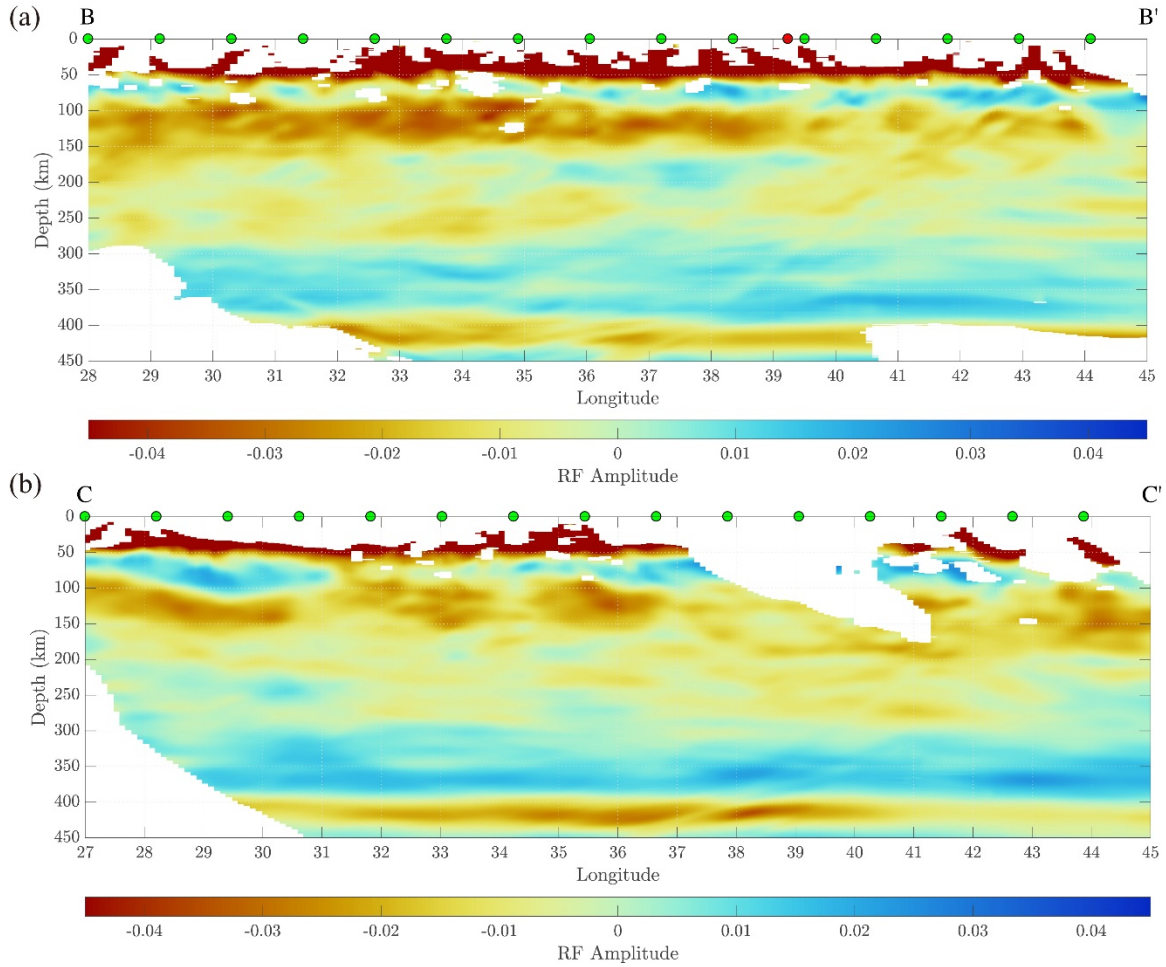 (a) B B'
0
50
100
150
200
250
300
350
400
450
Depth (km)
28 29 30 31 32 33 34 35 36 37 38 39 40 41 42 43 44 45
Longitude
-0.04 -0.03 -0.02 -0.01 0 0.01 0.02 0.03 0.04
RF Amplitude
(b) C C'
0
50
100
150
200
250
300
350
400
450
Depth (km)
27 28 29 30 31 32 33 34 35 36 37 38 39 40 41 42 43 44 45
Longitude
-0.04 -0.03 -0.02 -0.01 0 0.01 0.02 0.03 0.04
RF Amplitude